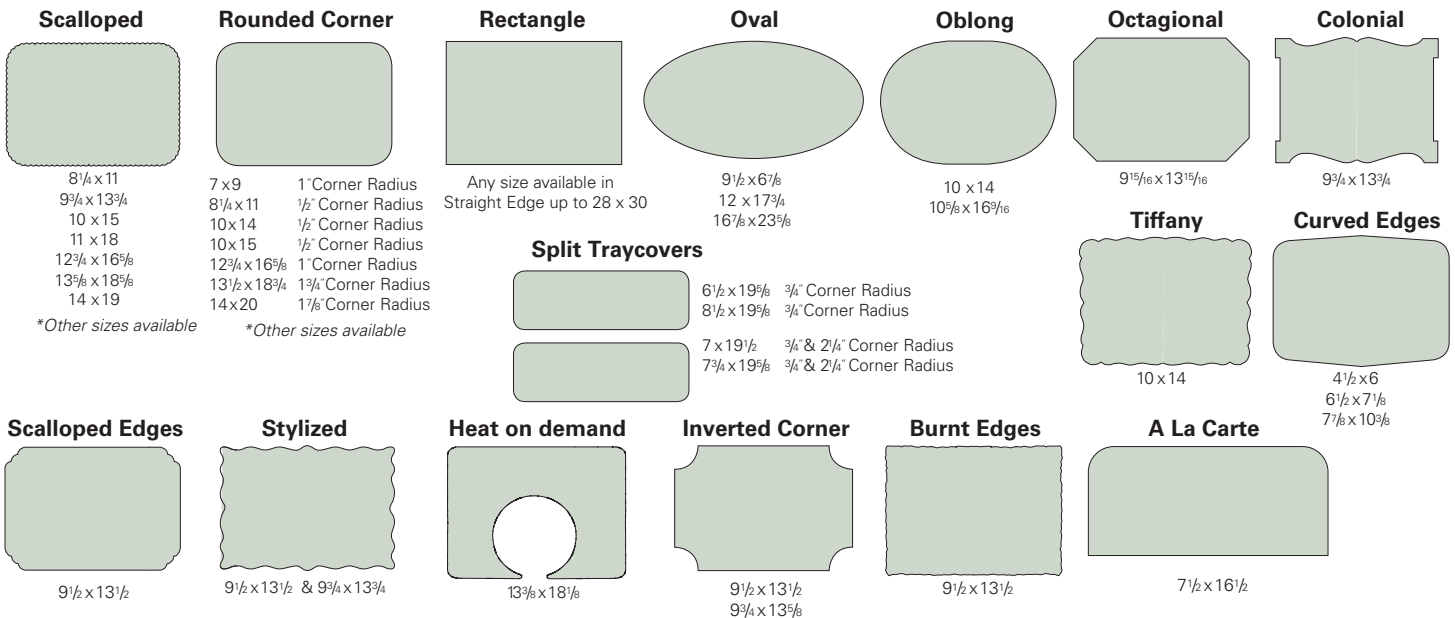 Scalloped
8¼ x 11
9¾ x 13¾
10 x 15
11 x 18
12¾ x 16⅝
13⅝ x 18⅝
14 x 19
*Other sizes available
Rounded Corner
7 x 9 1" Corner Radius
8¼ x 11 ½" Corner Radius
10 x 14 ½" Corner Radius
10 x 15 ½" Corner Radius
12¾ x 16⅝ 1" Corner Radius
13½ x 18¾ 1¾" Corner Radius
14 x 20 1⅞" Corner Radius
*Other sizes available
Rectangle
Any size available in
Straight Edge up to 28 x 30
Oval
9½ x 6⅞
12 x 17¾
16⅞ x 23⅝
Oblong
10 x 14
10⅝ x 16⁹⁄₁₆
Octagional
9¹⁵⁄₁₆ x 13¹⁵⁄₁₆
Colonial
9¾ x 13¾
Split Traycovers
6½ x 19⅝ ¾" Corner Radius
8½ x 19⅝ ¾" Corner Radius
7 x 19½ ¾" & 2¼" Corner Radius
7¾ x 19⅝ ¾" & 2¼" Corner Radius
Tiffany
10 x 14
Curved Edges
4½ x 6
6½ x 7⅛
7⅞ x 10⅜
Scalloped Edges
9½ x 13½
Stylized
9½ x 13½ & 9¾ x 13¾
Heat on demand
13⅜ x 18⅛
Inverted Corner
9½ x 13½
9¾ x 13⅝
Burnt Edges
9½ x 13½
A La Carte
7½ x 16½